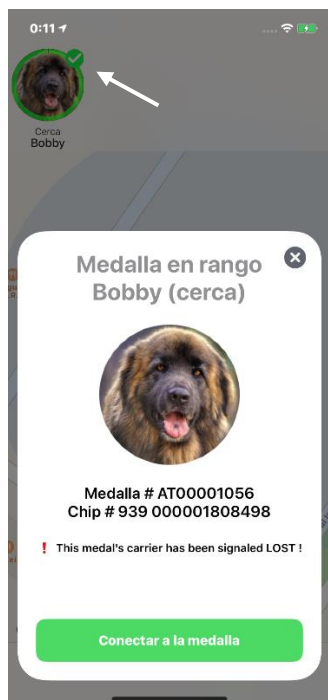 0:11
Cerca
Bobby
Medalla en rango
Bobby (cerca)
Medalla # AT00001056
Chip # 939 000001808498
❗ This medal's carrier has been signaled LOST !
Conectar a la medalla